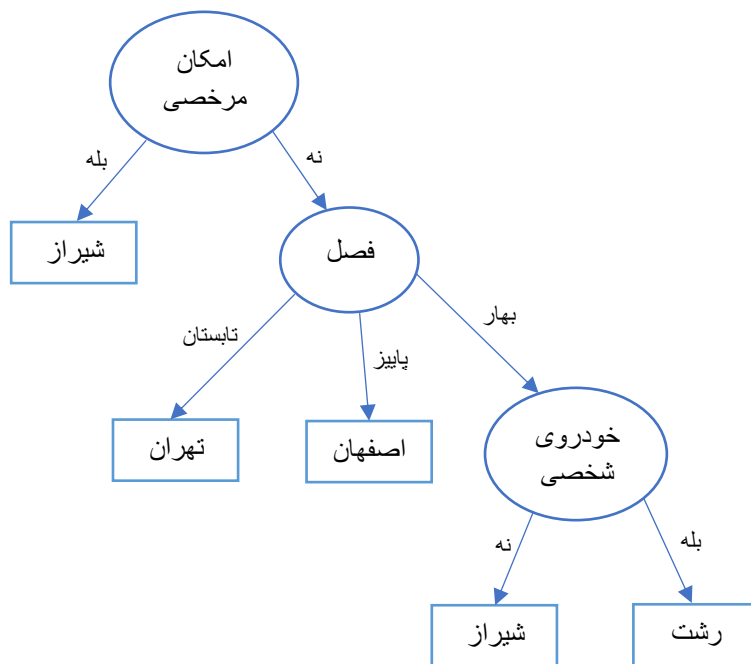 امکان
مرخصی
بله
نه
شیراز
فصل
تابستان
پاییز
بهار
تهران
اصفهان
خودروی
شخصی
نه
بله
شیراز
رشت